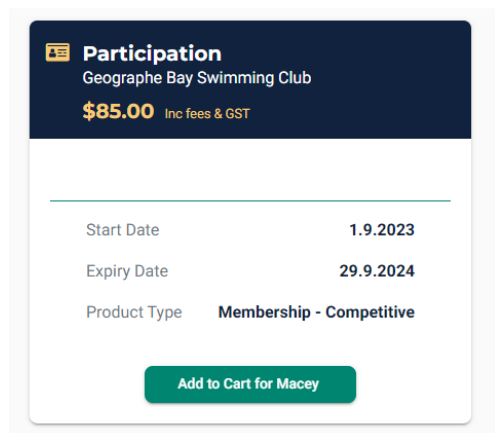 Participation
Geographe Bay Swimming Club
$85.00 Inc fees & GST
Start Date 1.9.2023
Expiry Date 29.9.2024
Product Type Membership - Competitive
Add to Cart for Macey